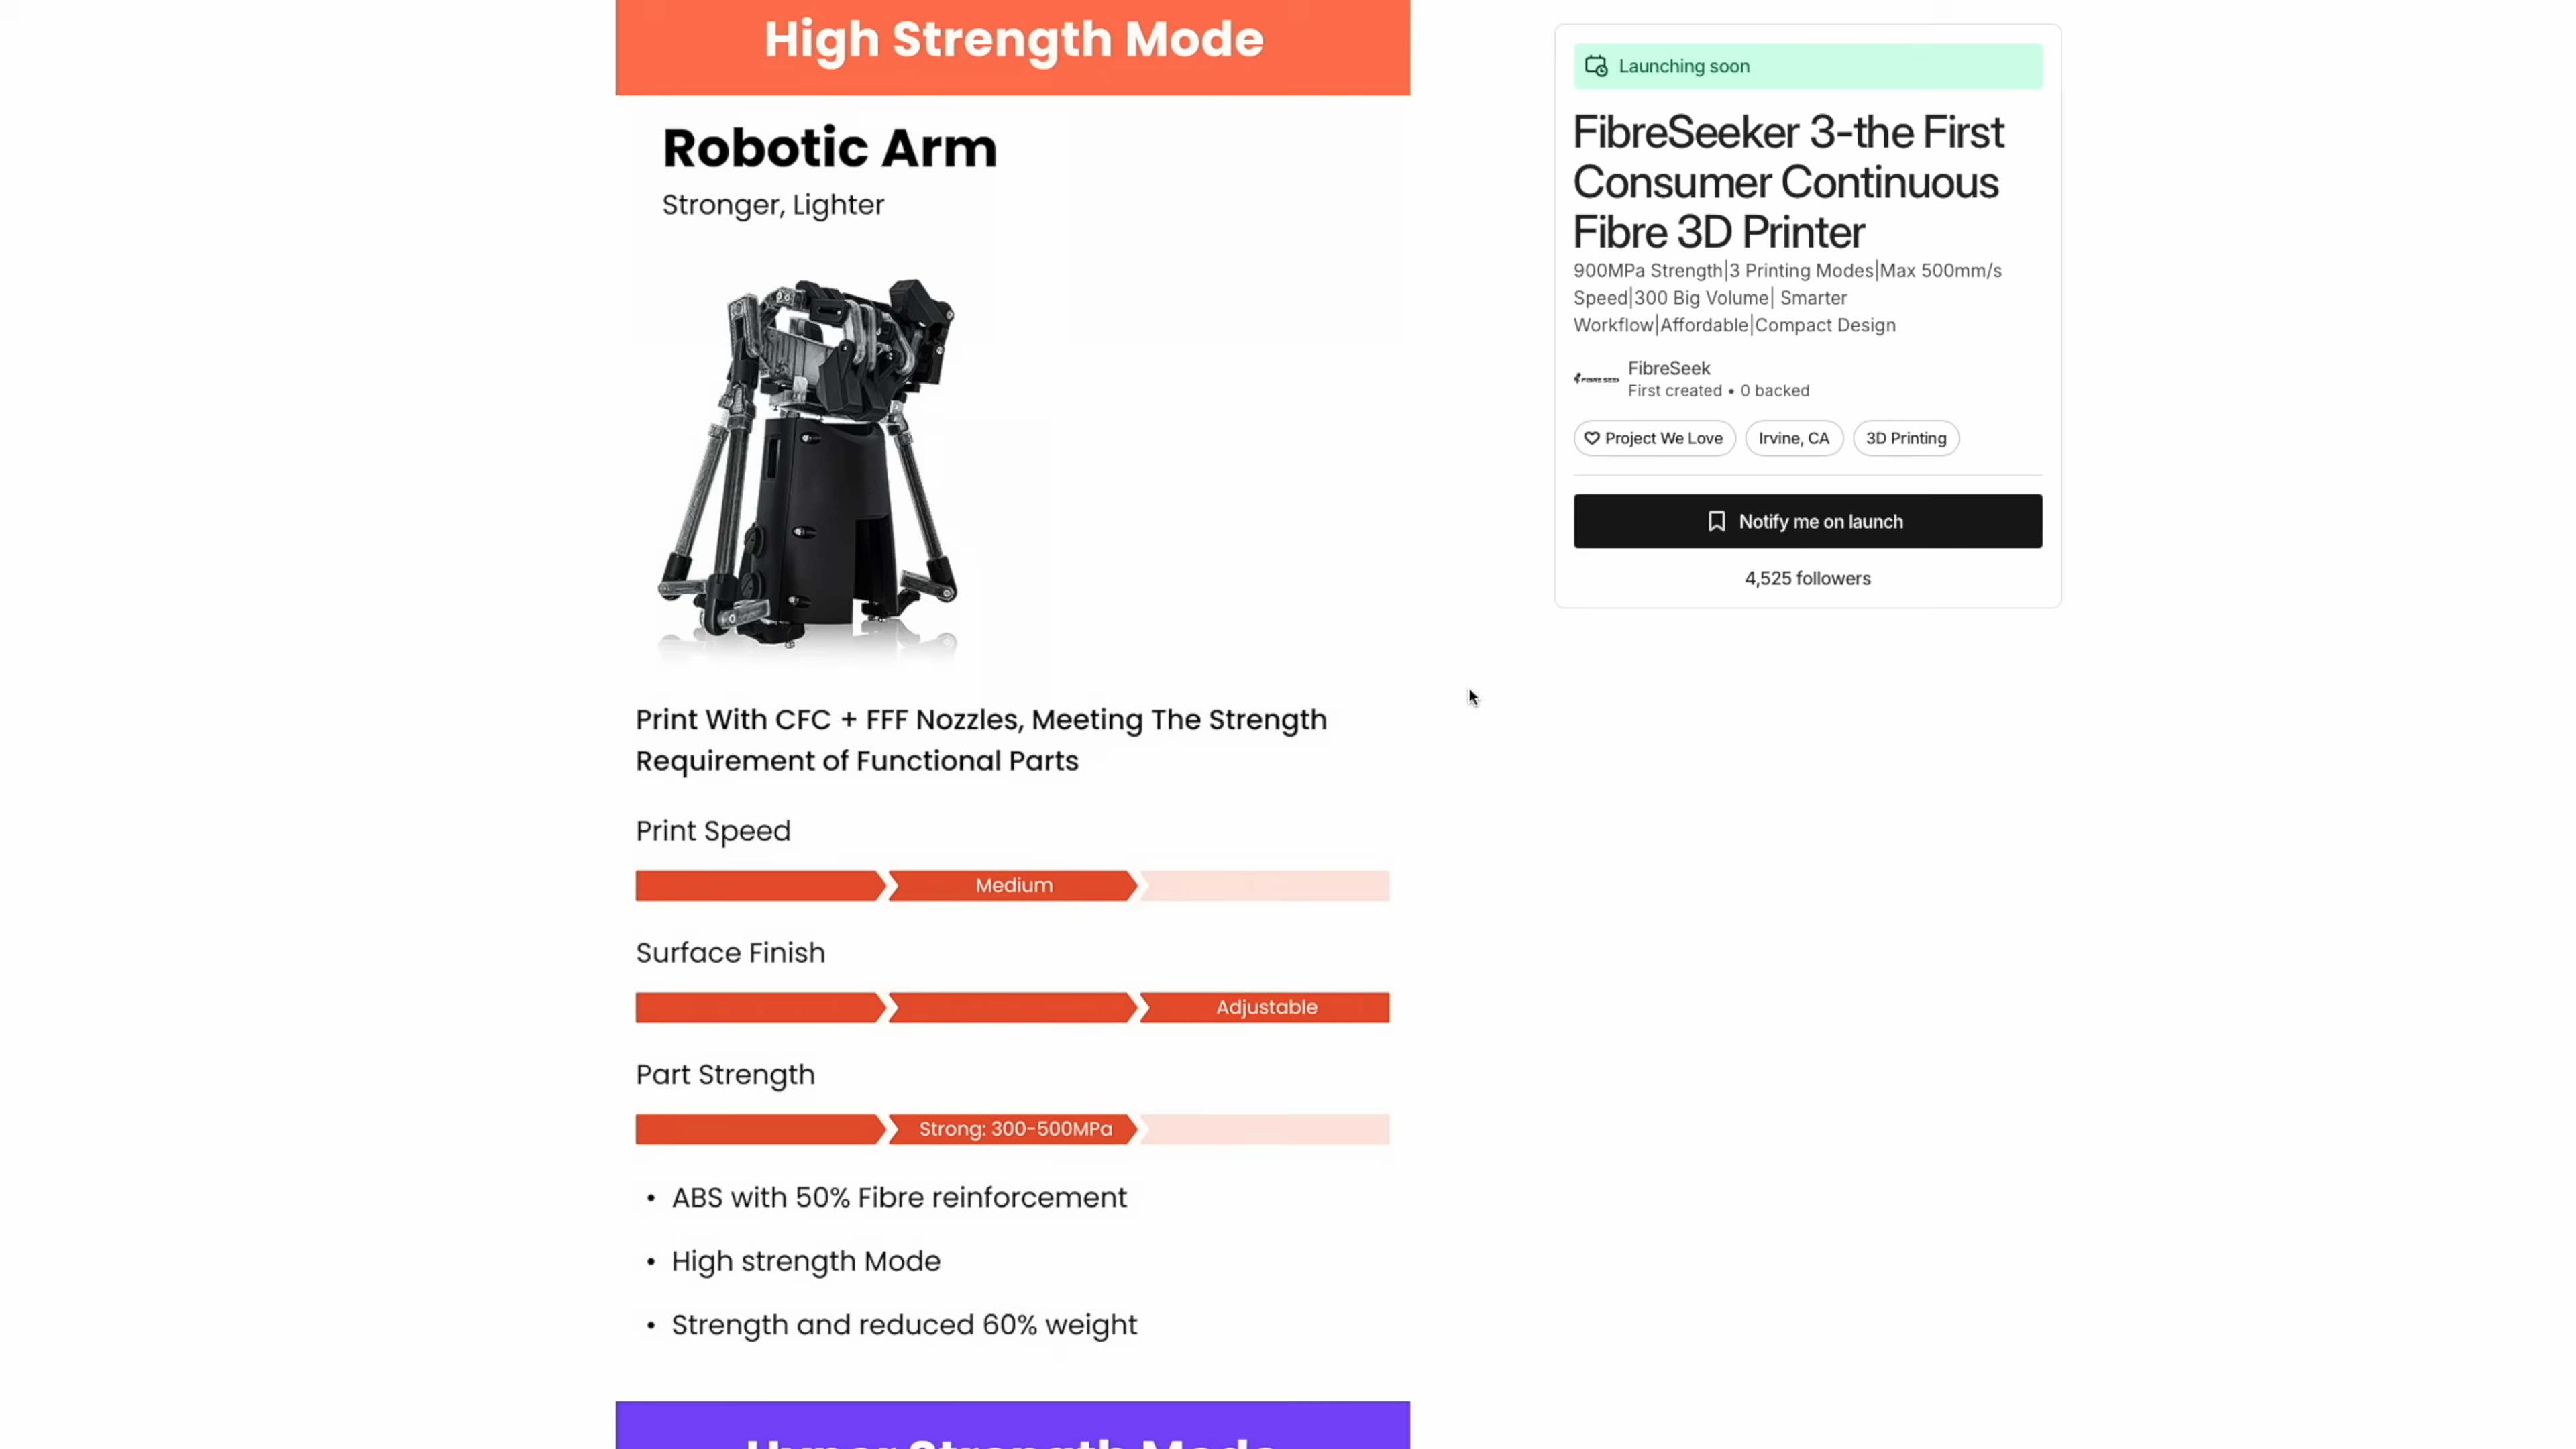 High Strength Mode
Robotic Arm
Stronger, Lighter
Print With CFC + FFF Nozzles, Meeting The Strength
Requirement of Functional Parts
Print Speed
Medium
Surface Finish
Adjustable
Part Strength
Strong: 300-500MPa
• ABS with 50% Fibre reinforcement
• High strength Mode
• Strength and reduced 60% weight
Hyper Strength Mode
Launching soon
FibreSeeker 3-the First
Consumer Continuous
Fibre 3D Printer
900MPa Strength|3 Printing Modes|Max 500mm/s
Speed|300 Big Volume| Smarter
Workflow|Affordable|Compact Design
FibreSeek
First created • 0 backed
Project We Love
Irvine, CA
3D Printing
Notify me on launch
4,525 followers